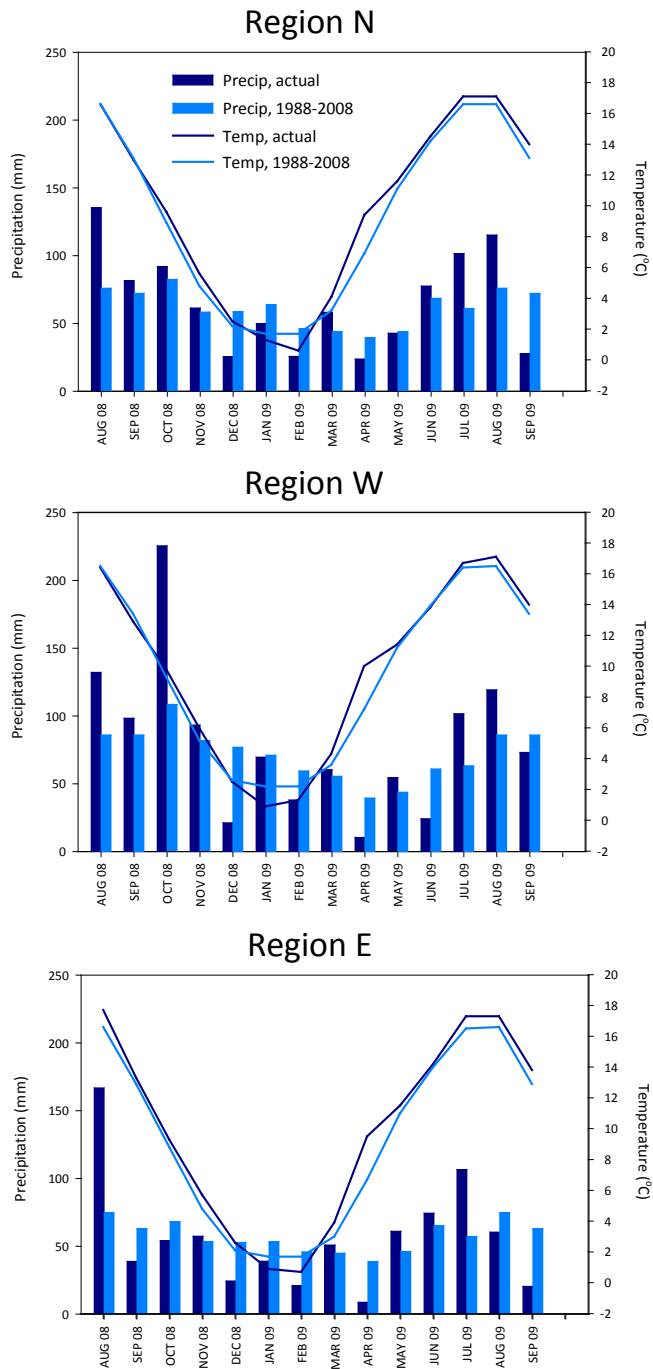 Region N
250
200
150
100
50
0
Precipitation (mm)
Precip, actual
Precip, 1988-2008
Temp, actual
Temp, 1988-2008
20
18
16
14
12
10
8
6
4
2
0
-2
Temperature (°C)
AUG 08
SEP 08
OCT 08
NOV 08
DEC 08
JAN 09
FEB 09
MAR 09
APR 09
MAY 09
JUN 09
JUL 09
AUG 09
SEP 09
Region W
250
200
150
100
50
0
Precipitation (mm)
20
18
16
14
12
10
8
6
4
2
0
-2
Temperature (°C)
AUG 08
SEP 08
OCT 08
NOV 08
DEC 08
JAN 09
FEB 09
MAR 09
APR 09
MAY 09
JUN 09
JUL 09
AUG 09
SEP 09
Region E
250
200
150
100
50
0
Precipitation (mm)
20
18
16
14
12
10
8
6
4
2
0
-2
Temperature (°C)
AUG 08
SEP 08
OCT 08
NOV 08
DEC 08
JAN 09
FEB 09
MAR 09
APR 09
MAY 09
JUN 09
JUL 09
AUG 09
SEP 09